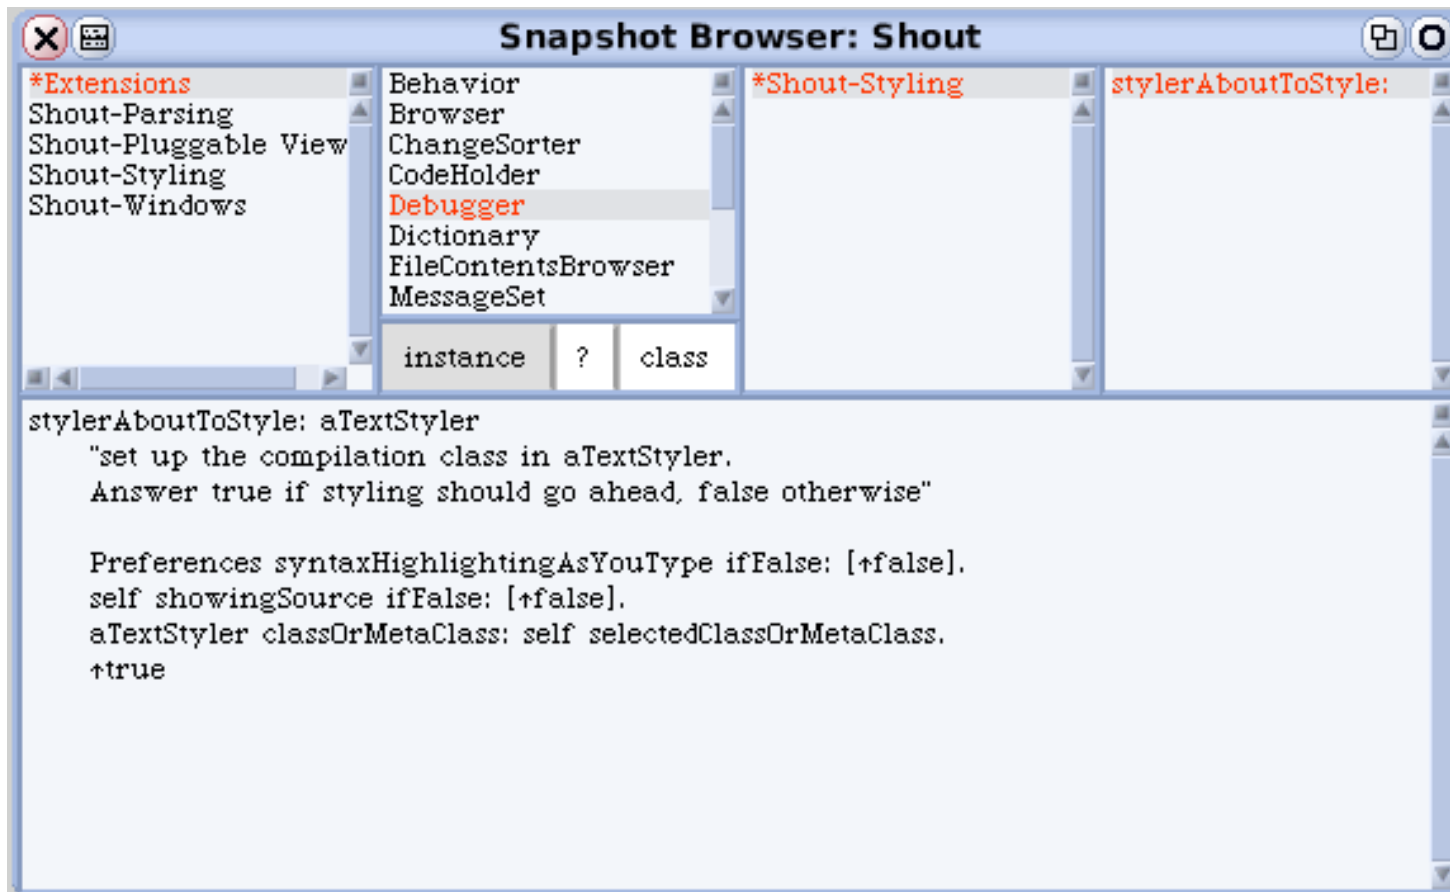 Snapshot Browser: Shout
*Extensions
Shout-Parsing
Shout-Pluggable View
Shout-Styling
Shout-Windows
Behavior
Browser
ChangeSorter
CodeHolder
Debugger
Dictionary
FileContentsBrowser
MessageSet
instance
?
class
*Shout-Styling
stylerAboutToStyle:
stylerAboutToStyle: aTextStyler
"set up the compilation class in aTextStyler.
Answer true if styling should go ahead, false otherwise"
Preferences syntaxHighlightingAsYouType ifFalse: [↑false].
self showingSource ifFalse: [↑false].
aTextStyler classOrMetaClass: self selectedClassOrMetaClass.
↑true